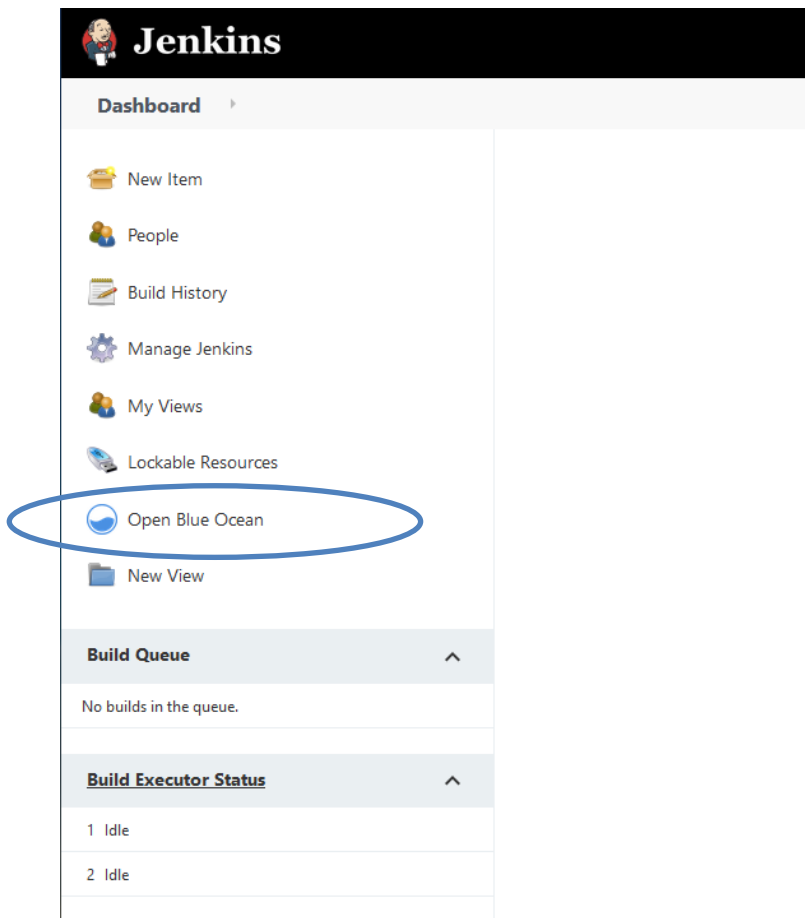 Jenkins
Dashboard
New Item
People
Build History
Manage Jenkins
My Views
Lockable Resources
Open Blue Ocean
New View
Build Queue
No builds in the queue.
Build Executor Status
1 Idle
2 Idle